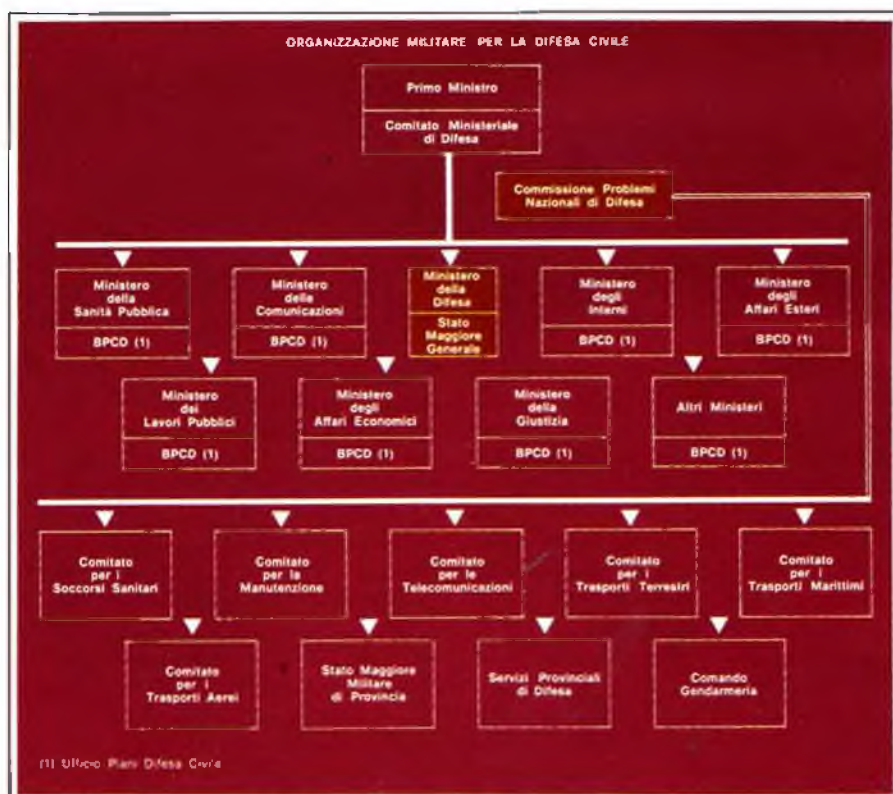 ORGANIZZAZIONE MILITARE PER LA DIFESA CIVILE
Primo Ministro
Comitato Ministeriale
di Difesa
Commissione Problemi
Nazionali di Difesa
Ministero
della
Sanità Pubblica
BPCD (1)
Ministero
delle
Comunicazioni
BPCD (1)
Ministero
della
Difesa
Stato
Maggiore
Generale
Ministero
degli
Interni
BPCD (1)
Ministero
degli
Affari Esteri
BPCD (1)
Ministero
dei
Lavori Pubblici
BPCD (1)
Ministero
degli
Affari Economici
BPCD (1)
Ministero
della
Giustizia
BPCD (1)
Altri Ministeri
BPCD (1)
Comitato
per i
Soccorsi Sanitari
Comitato
per la
Manutenzione
Comitato
per le
Telecomunicazioni
Comitato
per i
Trasporti Terrestri
Comitato
per i
Trasporti Marittimi
Comitato
per i
Trasporti Aerei
Stato Maggiore
Militare
di Provincia
Servizi Provinciali
di Difesa
Comando
Gendarmeria
(1) Ufficio Piani Difesa Civile